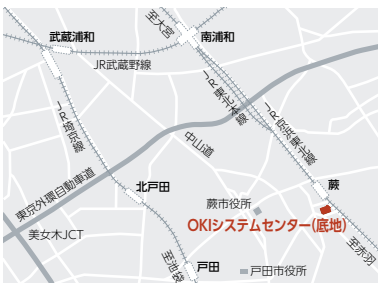 至大宮
武蔵浦和
南浦和
JR武蔵野線
JR東北本線
JR京浜東北線
JR埼京線
中山道
東京外環自動車道
北戸田
蕨
蕨市役所
OKIシステムセンター(底地)
美女木JCT
至赤羽
至池袋
戸田
戸田市役所